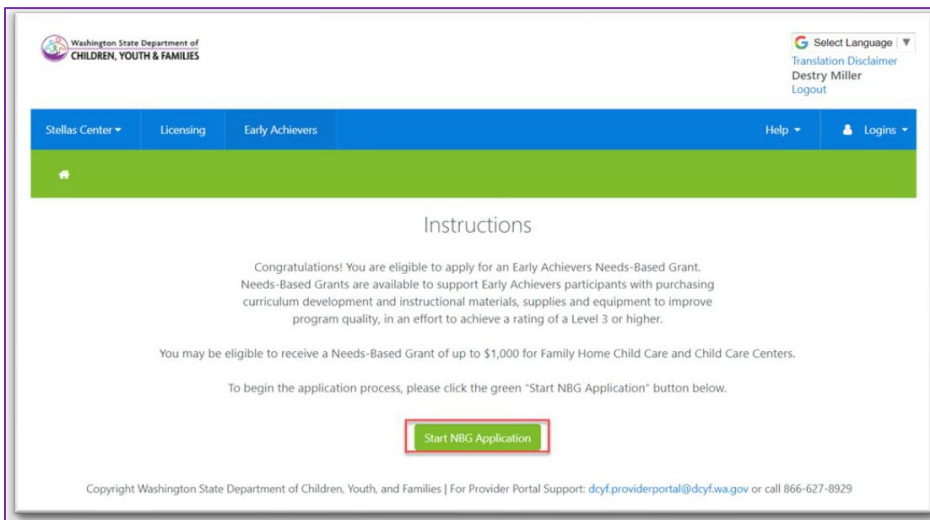 Washington State Department of
CHILDREN, YOUTH & FAMILIES
Select Language ▼
Translation Disclaimer
Destry Miller
Logout
Stellas Center
Licensing
Early Achievers
Help
Logins
Instructions
Congratulations! You are eligible to apply for an Early Achievers Needs-Based Grant.
Needs-Based Grants are available to support Early Achievers participants with purchasing
curriculum development and instructional materials, supplies and equipment to improve
program quality, in an effort to achieve a rating of a Level 3 or higher.
You may be eligible to receive a Needs-Based Grant of up to $1,000 for Family Home Child Care and Child Care Centers.
To begin the application process, please click the green "Start NBG Application" button below.
Start NBG Application
Copyright Washington State Department of Children, Youth, and Families | For Provider Portal Support: dcyf.providerportal@dcyf.wa.gov or call 866-627-8929